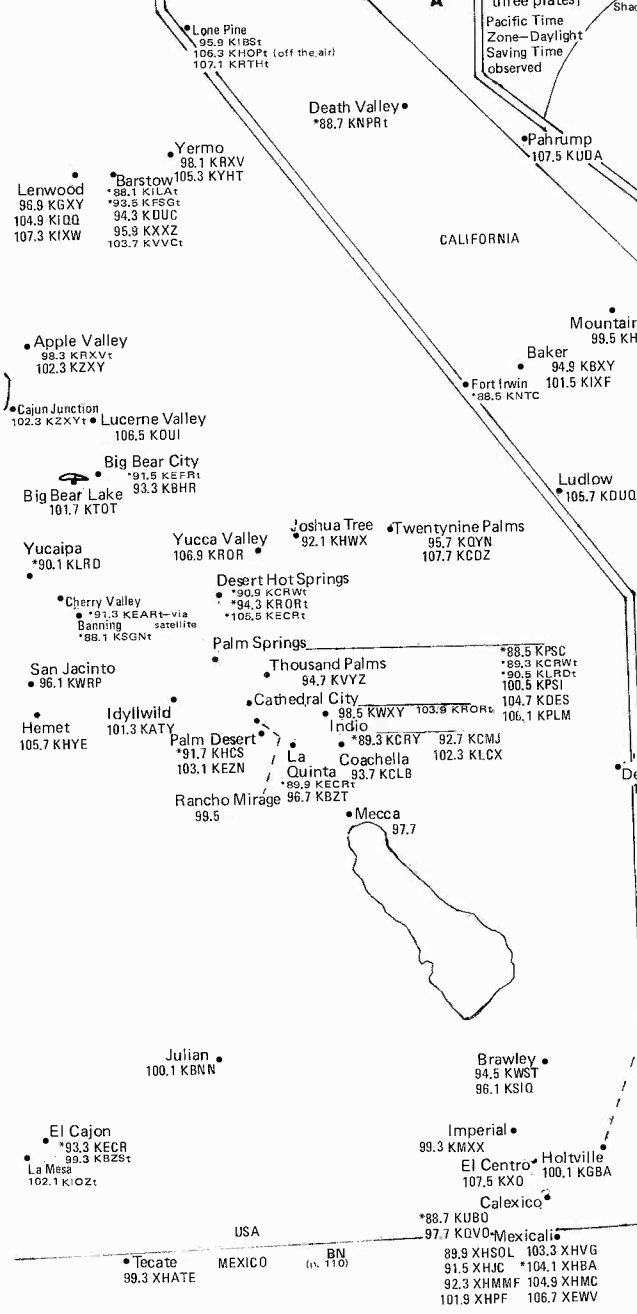 three plates]
Pacific Time
Zone—Daylight
Saving Time
observed
Lone Pine
95.9 KIBSt
106.3 KHOPt (off the air)
107.1 KRTHt
Death Valley
*88.7 KNPRt
Pahrump
107.5 KUDA
Yermo
98.1 KRXV
105.3 KYHT
Lenwood
96.9 KGXY
104.9 KIQQ
107.3 KIXW
Barstow
*88.1 KILAt
*93.5 KFSGt
94.3 KDUC
95.9 KXXZ
103.7 KVVCt
CALIFORNIA
Mountain
99.5 KH
Apple Valley
98.3 KRXVt
102.3 KZXY
Baker
94.9 KBXY
101.5 KIXF
Fort Irwin
*88.5 KNTC
Cajun Junction
102.3 KZXYt
Lucerne Valley
106.5 KOUI
Big Bear City
*91.5 KEFRt
93.3 KBHR
Big Bear Lake
101.7 KTOT
Ludlow
105.7 KDUQ
Yucca Valley
106.9 KROR
Joshua Tree
92.1 KHWX
Twentynine Palms
95.7 KQYN
107.7 KCDZ
Yucaipa
*90.1 KLRD
Desert Hot Springs
*90.9 KCRWt
*94.3 KRORt
*105.5 KECRt
Cherry Valley
*91.3 KEARt—via
Banning satellite
*88.1 KSGNt
Palm Springs
*88.5 KPSC
*89.3 KCRWt
*90.5 KLRDt
100.5 KPSI
104.7 KDES
106.1 KPLM
San Jacinto
96.1 KWRP
Thousand Palms
94.7 KVYZ
Cathedral City
98.5 KWXY 103.9 KRORt
Hemet
105.7 KHYE
Idyllwild
101.3 KATY
Indio
*89.3 KCRY 92.7 KCMJ
102.3 KLCX
Palm Desert
*91.7 KHCS
103.1 KEZN
La
Quinta
*89.9 KECRt
96.7 KBZT
Coachella
93.7 KCLB
De
Rancho Mirage
99.5
Mecca
97.7
Julian
100.1 KBNN
Brawley
94.5 KWST
96.1 KSIQ
El Cajon
*93.3 KECR
99.3 KBZSt
La Mesa
102.1 KIOZt
Imperial
99.3 KMXX
El Centro
107.5 KXO
Holtville
100.1 KGBA
Calexico
*88.7 KUBO
97.7 KQVO
USA
MEXICO
BN
(p. 110)
Tecate
99.3 XHATE
Mexicali
89.9 XHSOL 103.3 XHVG
91.5 XHJC *104.1 XHBA
92.3 XHMMF 104.9 XHMC
101.9 XHPF 106.7 XEWV